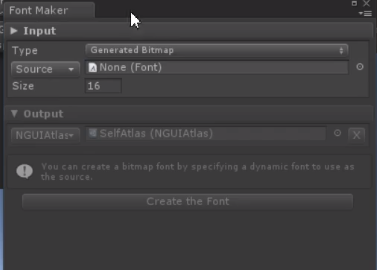 Font Maker
Input
Type Generated Bitmap
Source None (Font)
Size 16
Output
NGUIAtlas SelfAtlas (NGUIAtlas) X
You can create a bitmap font by specifying a dynamic font to use as
the source.
Create the Font